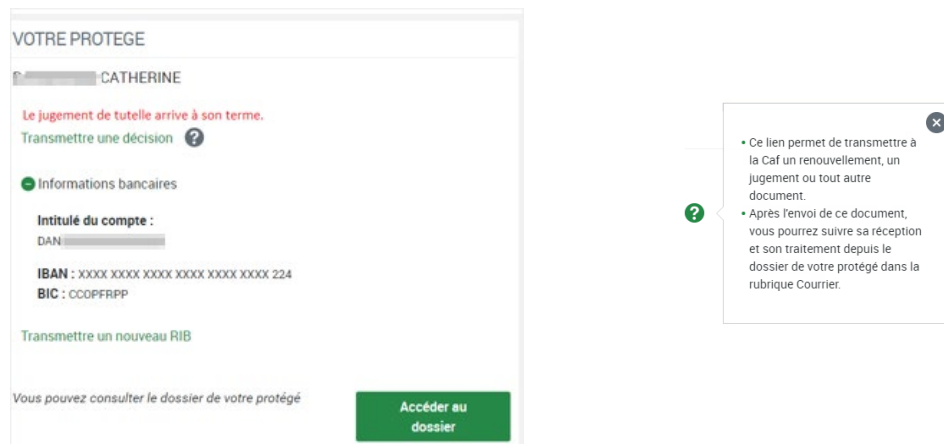 VOTRE PROTEGE
CATHERINE
Le jugement de tutelle arrive à son terme.
Transmettre une décision ?
Informations bancaires
Intitulé du compte :
DAN
IBAN : XXXX XXXX XXXX XXXX XXXX XXXX 224
BIC : CCOPFRPP
Transmettre un nouveau RIB
Vous pouvez consulter le dossier de votre protégé
Accéder au
dossier
?
• Ce lien permet de transmettre à
la Caf un renouvellement, un
jugement ou tout autre
document.
• Après l'envoi de ce document,
vous pourrez suivre sa réception
et son traitement depuis le
dossier de votre protégé dans la
rubrique Courrier.